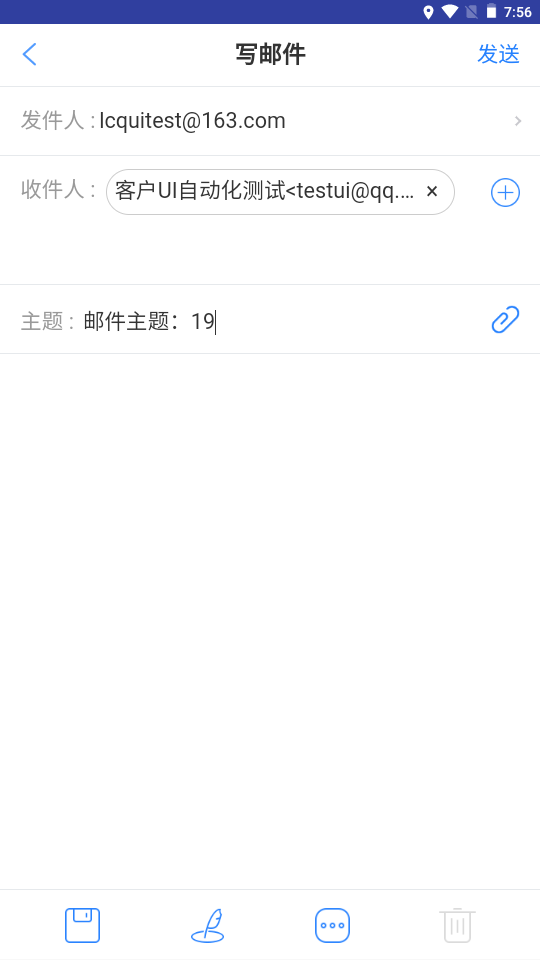 7:56
写邮件
发送
发件人 : lcquitest@163.com
收件人 : 客户UI自动化测试<testui@qq.... ×
主题 : 邮件主题：19